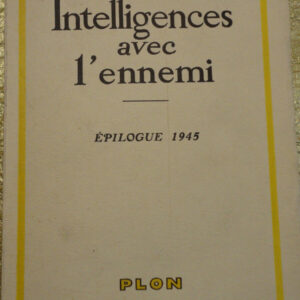 Intelligences
avec
l'ennemi
ÉPILOGUE 1945
PLON